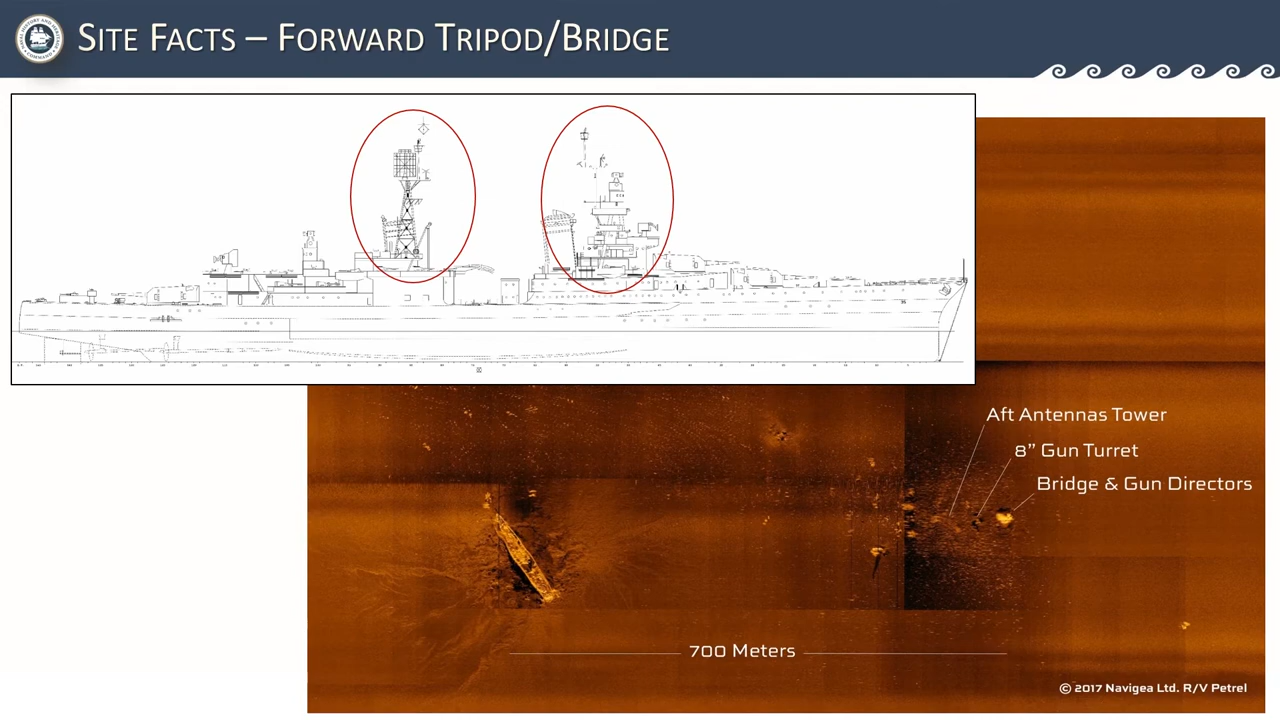 SITE FACTS – FORWARD TRIPOD/BRIDGE
Aft Antennas Tower
8” Gun Turret
Bridge & Gun Directors
700 Meters
© 2017 Navigea Ltd. R/V Petrel